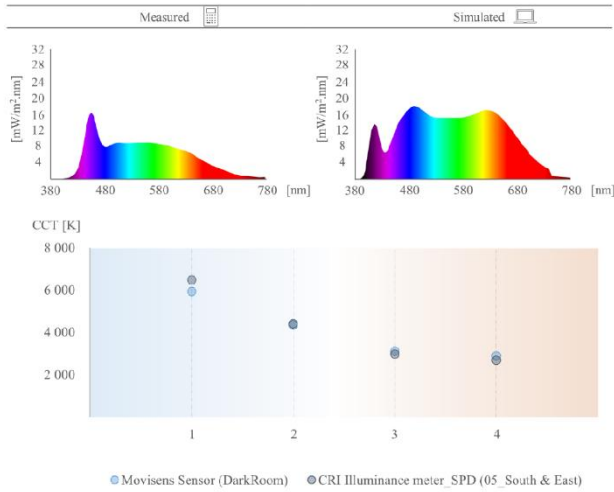 Measured Simulated
32 32
28 28
24 24
20 20
16 16
12 12
8 8
4 4
[mW/m².nm] [mW/m².nm]
380 480 580 680 780 [nm] 380 480 580 680 780 [nm]
CCT [K]
8 000
6 000
4 000
2 000
1 2 3 4
Movisens Sensor (DarkRoom) CRI Illuminance meter_SPD (05_South & East)